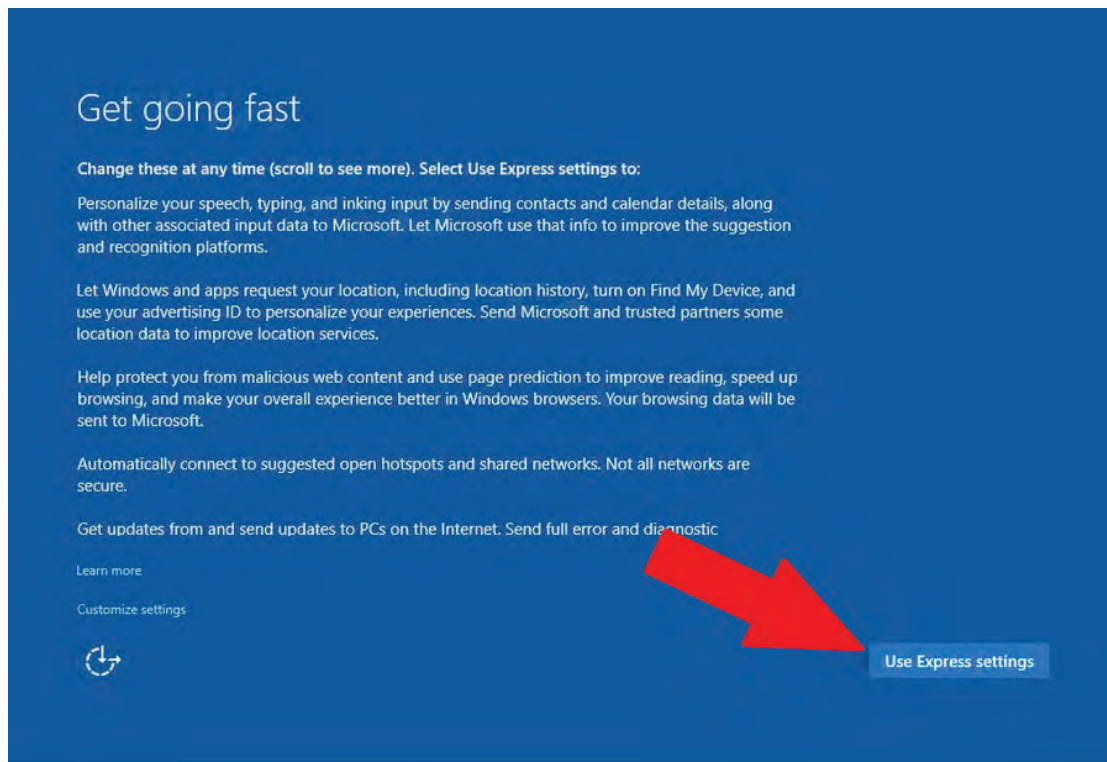 Get going fast
Change these at any time (scroll to see more). Select Use Express settings to:
Personalize your speech, typing, and inking input by sending contacts and calendar details, along
with other associated input data to Microsoft. Let Microsoft use that info to improve the suggestion
and recognition platforms.
Let Windows and apps request your location, including location history, turn on Find My Device, and
use your advertising ID to personalize your experiences. Send Microsoft and trusted partners some
location data to improve location services.
Help protect you from malicious web content and use page prediction to improve reading, speed up
browsing, and make your overall experience better in Windows browsers. Your browsing data will be
sent to Microsoft.
Automatically connect to suggested open hotspots and shared networks. Not all networks are
secure.
Get updates from and send updates to PCs on the Internet. Send full error and diagnostic
Learn more
Customize settings
Use Express settings